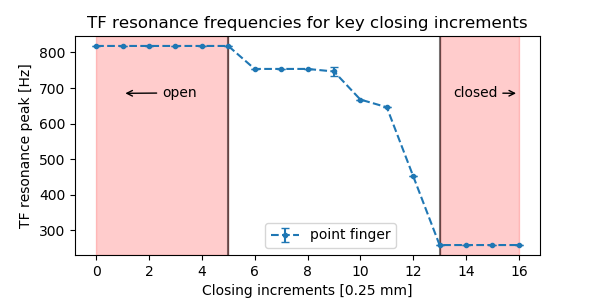 TF resonance frequencies for key closing increments
TF resonance peak [Hz]
800
700
600
500
400
300
open
closed
point finger
0 2 4 6 8 10 12 14 16
Closing increments [0.25 mm]